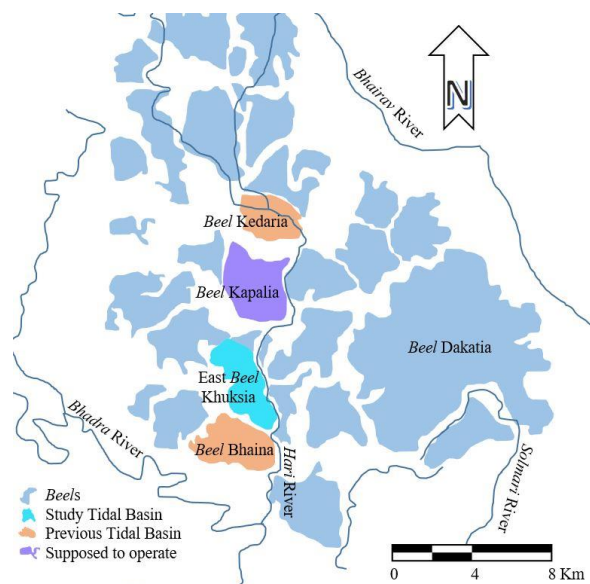 N
Bhairav River
Beel Kedaria
Beel Kapalia
Beel Dakatia
East Beel
Khuksia
Bhadra River
Beel Bhaina
Hari River
Solmari River
Beels
Study Tidal Basin
Previous Tidal Basin
Supposed to operate
0 4 8 Km